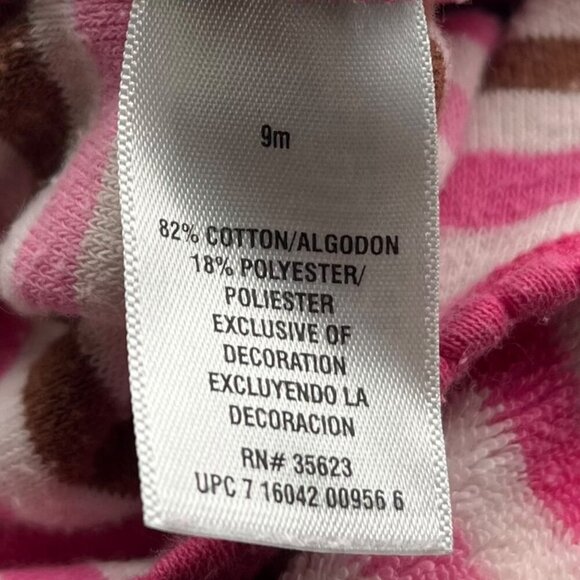 9m
82% COTTON/ALGODON
18% POLYESTER/
POLIESTER
EXCLUSIVE OF
DECORATION
EXCLUYENDO LA
DECORACION
RN# 35623
UPC 7 16042 00956 6